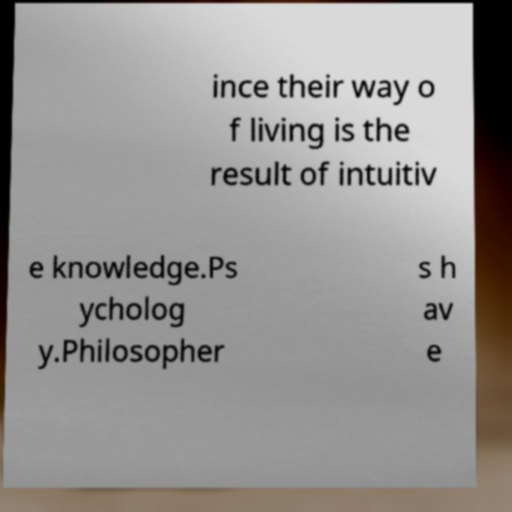 ince their way o
f living is the
result of intuitiv
e knowledge.Ps
ycholog
y.Philosopher
s h
av
e